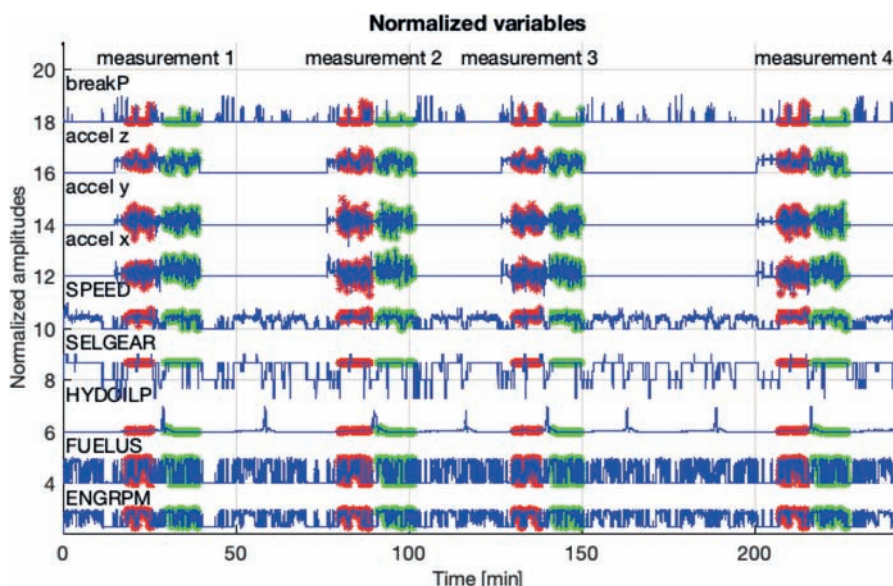 Normalized variables
measurement 1 measurement 2 measurement 3 measurement 4
20
breakP
18
accel z
16
accel y
14
accel x
12
SPEED
10
SELGEAR
8
HYDOILP
6
FUELUS
4
ENGRPM
0 50 100 150 200
Normalized amplitudes
Time [min]